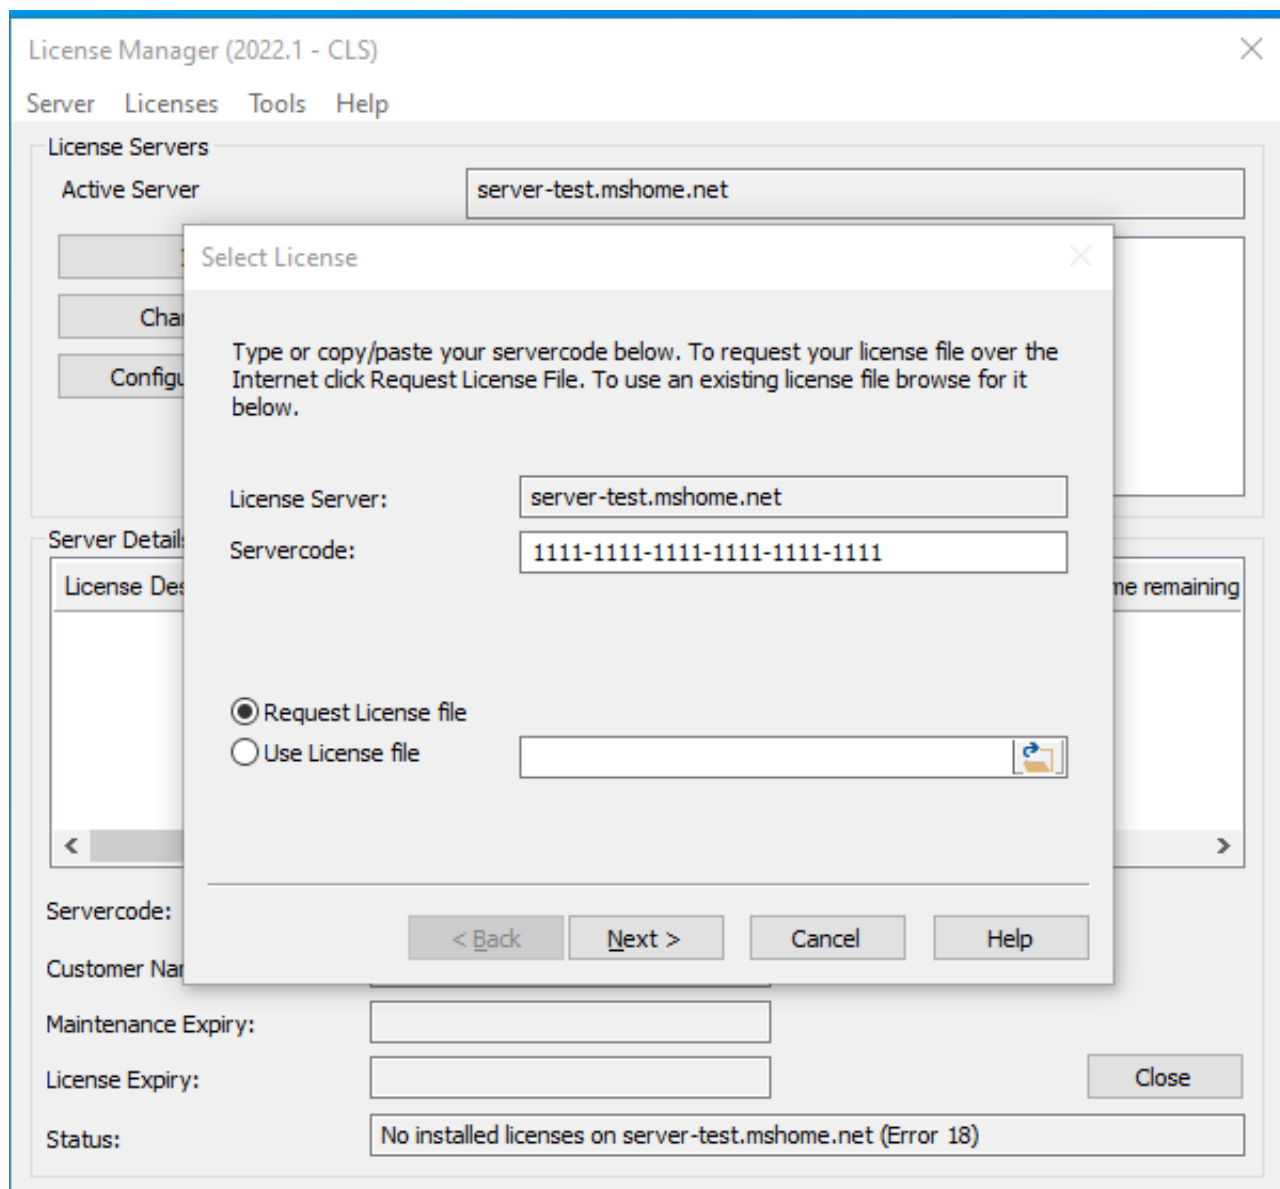 License Manager (2022.1 - CLS)
Server Licenses Tools Help
License Servers
Active Server server-test.mshome.net
Select License
Type or copy/paste your servercode below. To request your license file over the
Internet click Request License File. To use an existing license file browse for it
below.
License Server: server-test.mshome.net
Servercode: 1111-1111-1111-1111-1111-1111
Request License file
Use License file
< Back Next > Cancel Help
Server
License
remaining
Servercode:
Customer
Maintenance Expiry:
License Expiry:
Close
Status: No installed licenses on server-test.mshome.net (Error 18)